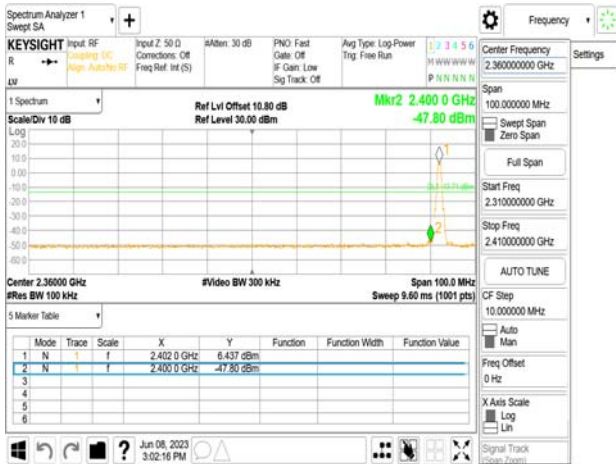 Spectrum Analyzer 1
Swept SA
Frequency
KEYSIGHT
Input: RF
Coupling: DC
Align: Auto/No RF
Input Z: 50 Ω
Corrections: Off
Freq Ref: Int (S)
#Atten: 30 dB
PNO: Fast
Gate: Off
IF Gain: Low
Sig Track: Off
Avg Type: Log-Power
Trig: Free Run
1 2 3 4 5 6
M W W W W W
P N N N N N
R
LVI
Center Frequency
2.360000000 GHz
Settings
Span
100.000000 MHz
Swept Span
Zero Span
Full Span
Start Freq
2.310000000 GHz
Stop Freq
2.410000000 GHz
AUTO TUNE
CF Step
10.000000 MHz
Auto
Man
Freq Offset
0 Hz
X Axis Scale
Log
Lin
Signal Track
(Span Zoom)
1 Spectrum
Scale/Div 10 dB
Ref Lvl Offset 10.80 dB
Ref Level 30.00 dBm
Mkr2 2.400 0 GHz
-47.80 dBm
Log
20.0
10.0
0.00
-10.0
-20.0
-30.0
-40.0
-50.0
-60.0
1
2
Center 2.36000 GHz
#Res BW 100 kHz
#Video BW 300 kHz
Span 100.0 MHz
Sweep 9.60 ms (1001 pts)
5 Marker Table
Mode Trace Scale X Y Function Function Width Function Value
1 N 1 f 2.402 0 GHz 6.437 dBm
2 N 1 f 2.400 0 GHz -47.80 dBm
3
4
5
6
?
Jun 08, 2023
3:02:16 PM